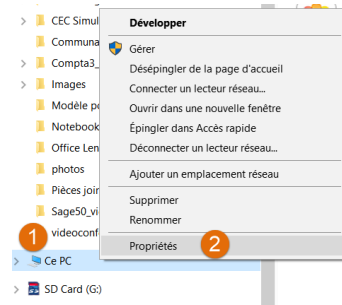 CEC Simul
Communa
Compta3_
Images
Modèle po
Notebook
Office Len
photos
Pièces join
Sage50_vi
videoconf
Ce PC
SD Card (G:)
1
Développer
Gérer
Désépingler de la page d'accueil
Connecter un lecteur réseau...
Ouvrir dans une nouvelle fenêtre
Épingler dans Accès rapide
Déconnecter un lecteur réseau...
Ajouter un emplacement réseau
Supprimer
Renommer
Propriétés
2